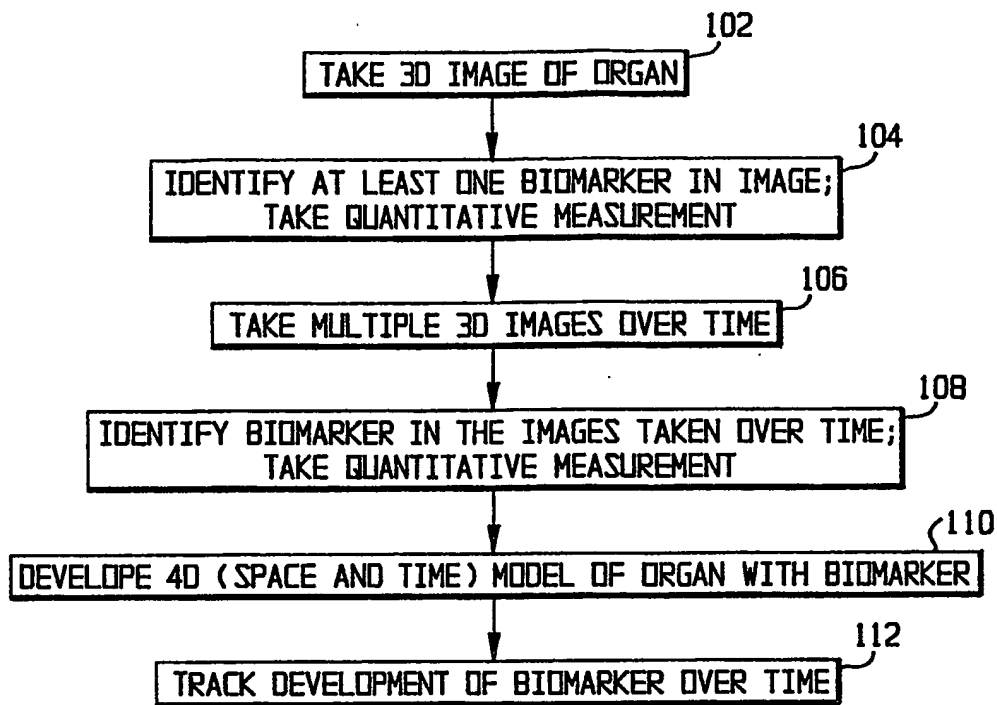 102
TAKE 3D IMAGE OF ORGAN
104
IDENTIFY AT LEAST ONE BIOMARKER IN IMAGE;
TAKE QUANTITATIVE MEASUREMENT
106
TAKE MULTIPLE 3D IMAGES OVER TIME
108
IDENTIFY BIOMARKER IN THE IMAGES TAKEN OVER TIME;
TAKE QUANTITATIVE MEASUREMENT
110
DEVELOPE 4D (SPACE AND TIME) MODEL OF ORGAN WITH BIOMARKER
112
TRACK DEVELOPMENT OF BIOMARKER OVER TIME